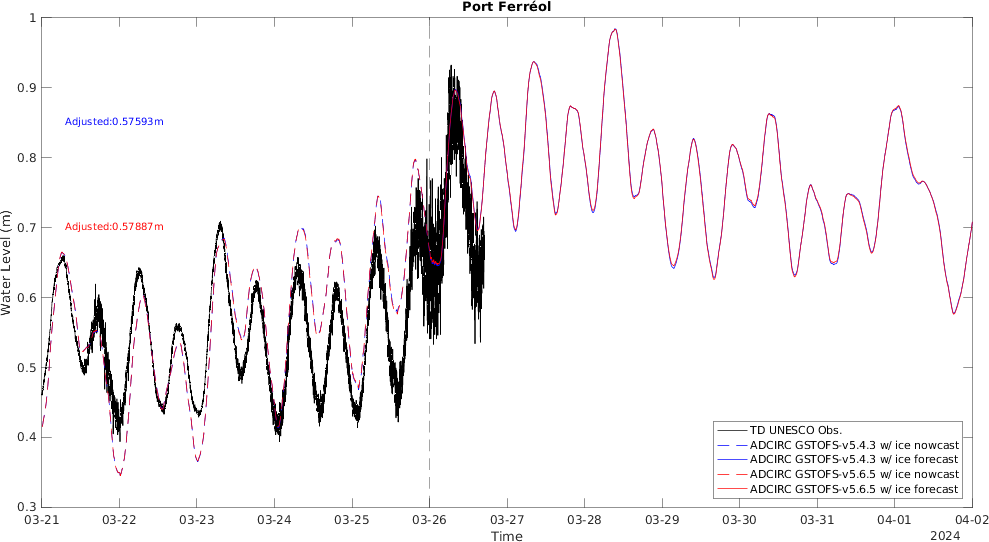 Port Ferréol
1
0.9
0.8
0.7
0.6
0.5
0.4
0.3
Water Level (m)
Adjusted:0.57593m
Adjusted:0.57887m
TD UNESCO Obs.
ADCIRC GSTOFS-v5.4.3 w/ ice nowcast
ADCIRC GSTOFS-v5.4.3 w/ ice forecast
ADCIRC GSTOFS-v5.6.5 w/ ice nowcast
ADCIRC GSTOFS-v5.6.5 w/ ice forecast
03-21 03-22 03-23 03-24 03-25 03-26 03-27 03-28 03-29 03-30 03-31 04-01 04-02
Time
2024